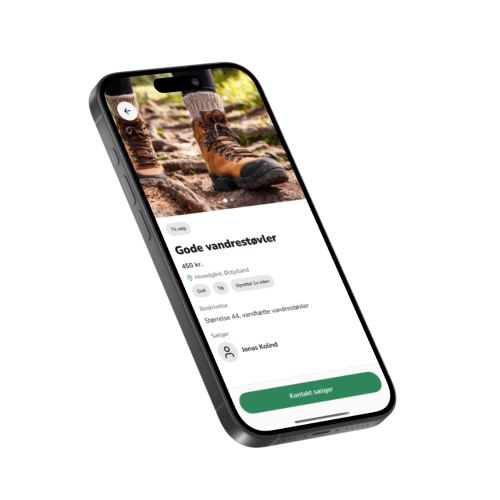 Til salg
Gode vandrestøvler
450 kr.
Hovedgård, Østjylland
God
Tøj
Oprettet 1u siden
Beskrivelse
Størrelse 44, vandtætte vandrestøvler
Sælger
Jonas Kolind
Kontakt sælger